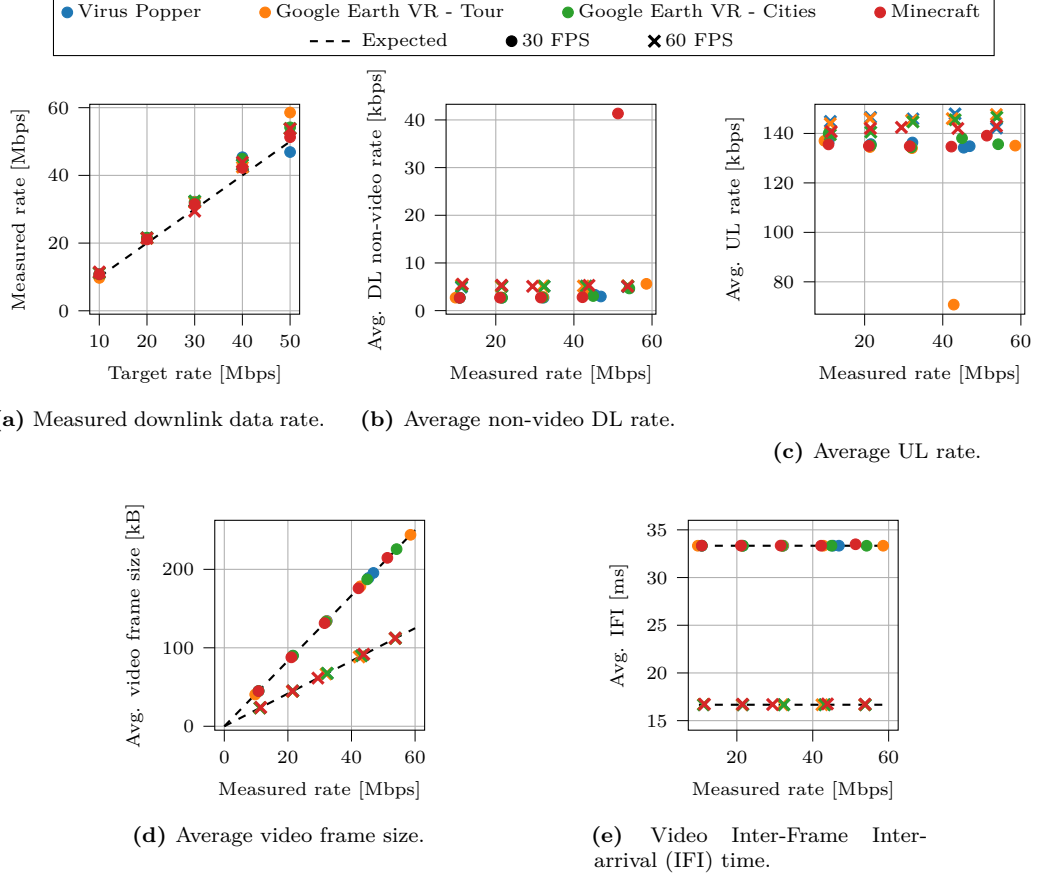 Virus Popper Google Earth VR - Tour Google Earth VR - Cities Minecraft
Expected 30 FPS 60 FPS
Measured rate [Mbps]
60
40
20
0
10 20 30 40 50
Target rate [Mbps]
(a) Measured downlink data rate.
Avg. DL non-video rate [kbps]
40
30
20
10
0
20 40 60
Measured rate [Mbps]
(b) Average non-video DL rate.
Avg. UL rate [kbps]
140
120
100
80
20 40 60
Measured rate [Mbps]
(c) Average UL rate.
Avg. video frame size [kB]
200
100
0
0 20 40 60
Measured rate [Mbps]
(d) Average video frame size.
Avg. IFI [ms]
35
30
25
20
15
20 40 60
Measured rate [Mbps]
(e) Video Inter-Frame Inter-
arrival (IFI) time.